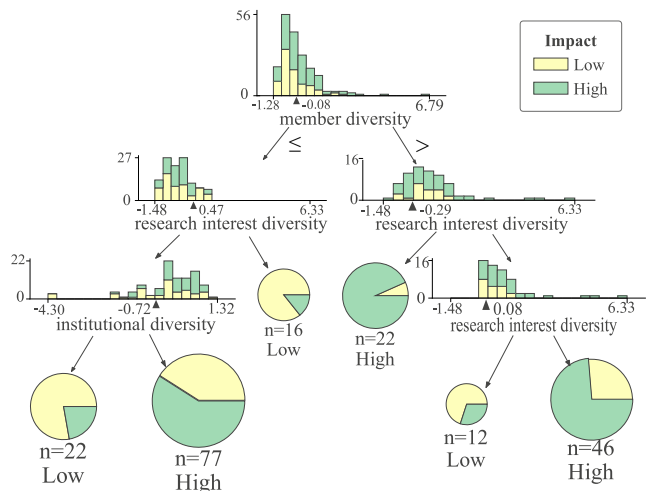 56
0
-1.28
-0.08
6.79
member diversity
Impact
Low
High
≤
>
27
0
-1.48
0.47
6.33
research interest diversity
16
0
-1.48
-0.29
6.33
research interest diversity
22
0
-4.30
-0.72
1.32
institutional diversity
n=16
Low
n=22
High
16
0
-1.48
0.08
6.33
research interest diversity
n=22
Low
n=77
High
n=12
Low
n=46
High